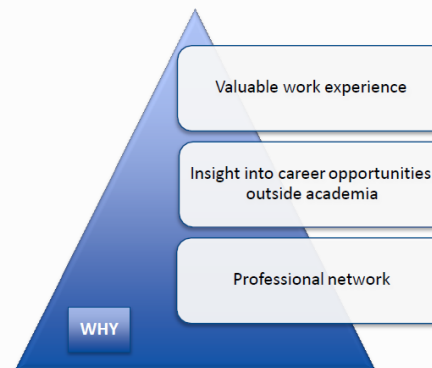 Valuable work experience
Insight into career opportunities
outside academia
Professional network
WHY